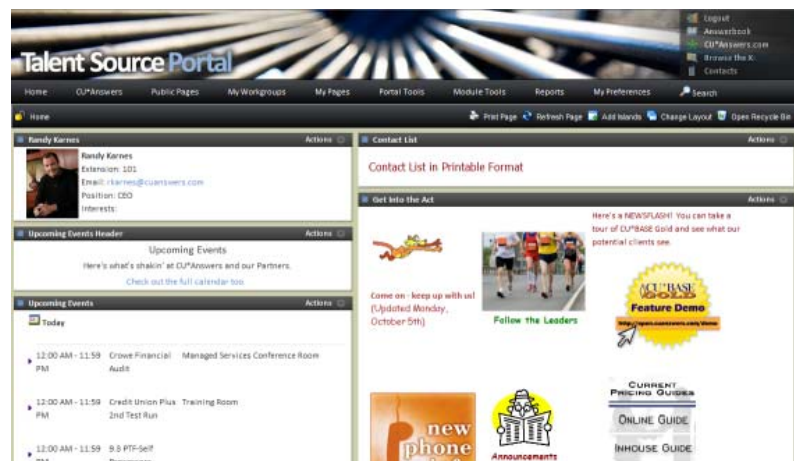 Logout
Answerbook
CU*Answers.com
Browse the K:
Contacts
Talent Source Portal
Home CU*Answers Public Pages My Workgroups My Pages Portal Tools Module Tools Reports My Preferences Search
Home Print Page Refresh Page Add Islands Change Layout Open Recycle Bin
Randy Karnes Actions
Randy Karnes
Extension: 101
Email: rkarnes@cuanswers.com
Position: CEO
Interests:
Upcoming Events Header Actions
Upcoming Events
Here's what's shakin' at CU*Answers and our Partners.
Check out the full calendar too
Upcoming Events Actions
Today
12:00 AM - 11:59 Crowe Financial Managed Services Conference Room
PM Audit
12:00 AM - 11:59 Credit Union Plus Training Room
PM 2nd Test Run
12:00 AM - 11:59 9.8 PTF-Self
Contact List Actions
Contact List in Printable Format
Get Into the Act Actions
Here's a NEWSFLASH! You can take a
tour of CU*BASE Gold and see what our
potential clients see.
Come on - keep up with us!
(Updated Monday,
October 5th)
Follow the Leaders
CU*BASE
GOLD
Feature Demo
http://open.cuanswers.com/demo
new
phone
Announcements
CURRENT
PRICING GUIDES
ONLINE GUIDE
INHOUSE GUIDE